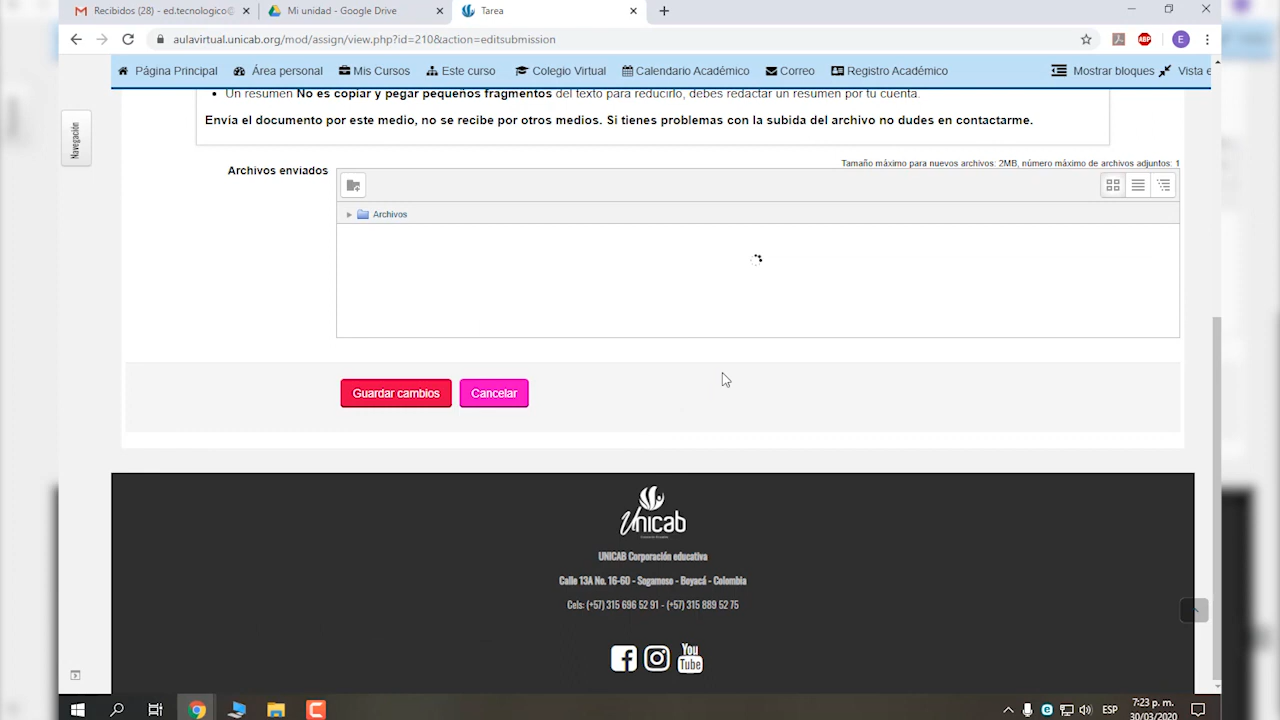 Recibidos (28) - ed.tecnologico©
Mi unidad - Google Drive
Tarea
aulavirtual.unicab.org/mod/assign/view.php?id=210&action=editsubmission
ABP
E
Página Principal
Área personal
Mis Cursos
Este curso
Colegio Virtual
Calendario Académico
Correo
Registro Académico
Mostrar bloques
Vista e
Navegación
Un resumen No es copiar y pegar pequeños fragmentos del texto para reducirlo, debes redactar un resumen por tu cuenta.
Envía el documento por este medio, no se recibe por otros medios. Si tienes problemas con la subida del archivo no dudes en contactarme.
Tamaño máximo para nuevos archivos: 2MB, número máximo de archivos adjuntos: 1
Archivos enviados
Archivos
Guardar cambios
Cancelar
Unicab
UNICAB Corporación educativa
Calle 13A No. 16-60 - Sogamoso - Boyacá - Colombia
Cels: (+57) 315 696 52 91 - (+57) 315 889 52 75
You
Tube
ESP
7:23 p. m.
30/03/2020